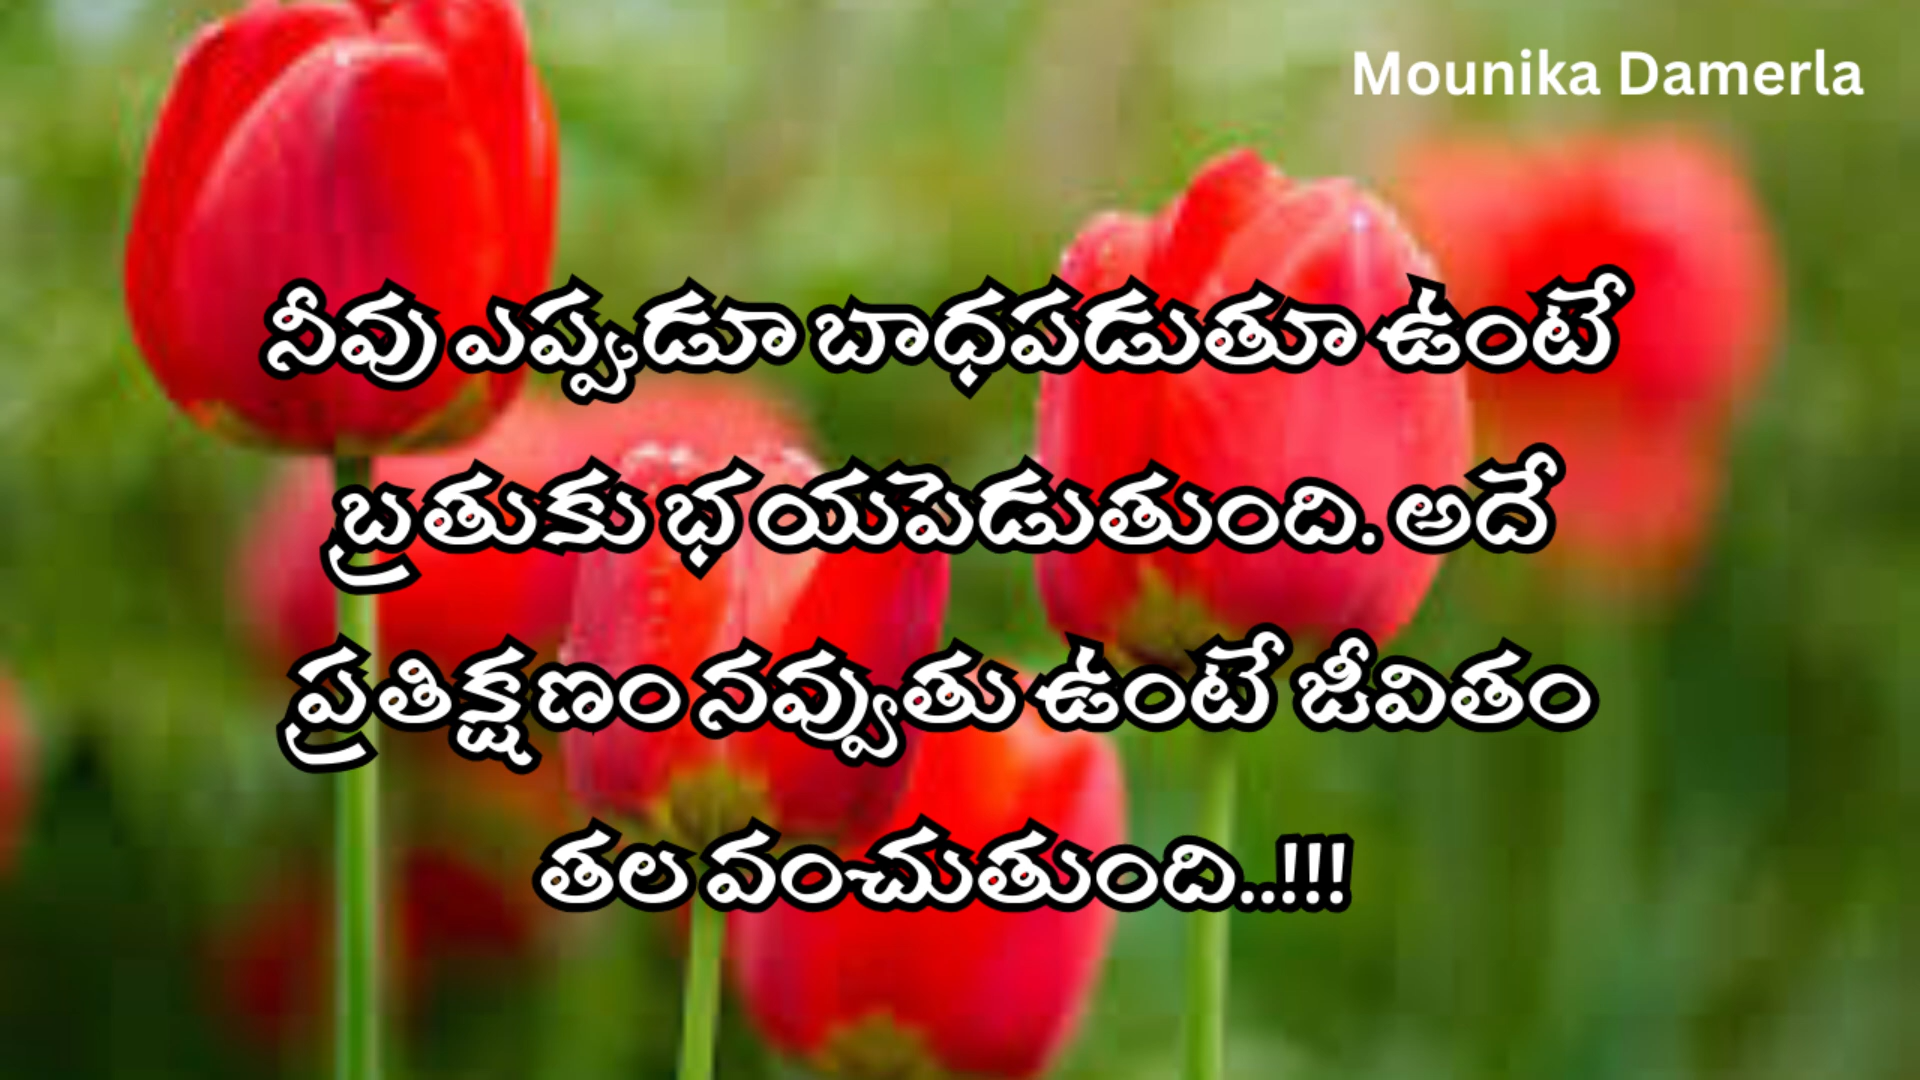 Mounika Damerla
నీవు ఎప్పుడూ బాధపడుతూ ఉంటే
బ్రతుకు భయపెడుతుంది. అదే
ప్రతిక్షణం నవ్వుతు ఉంటే జీవితం
తల వంచుతుంది..!!!